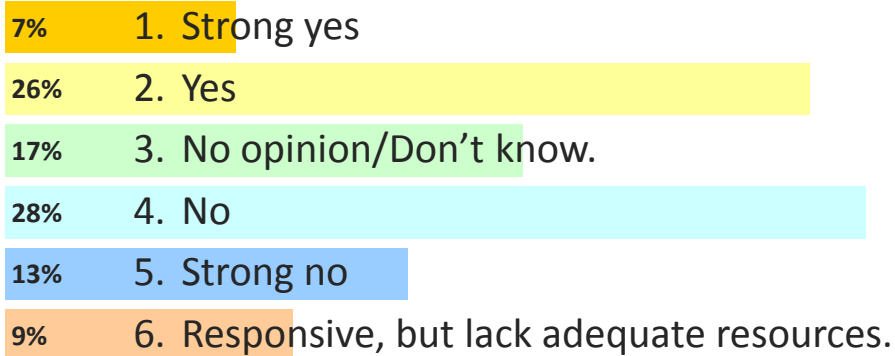 7% 1. Strong yes
26% 2. Yes
17% 3. No opinion/Don’t know.
28% 4. No
13% 5. Strong no
9% 6. Responsive, but lack adequate resources.